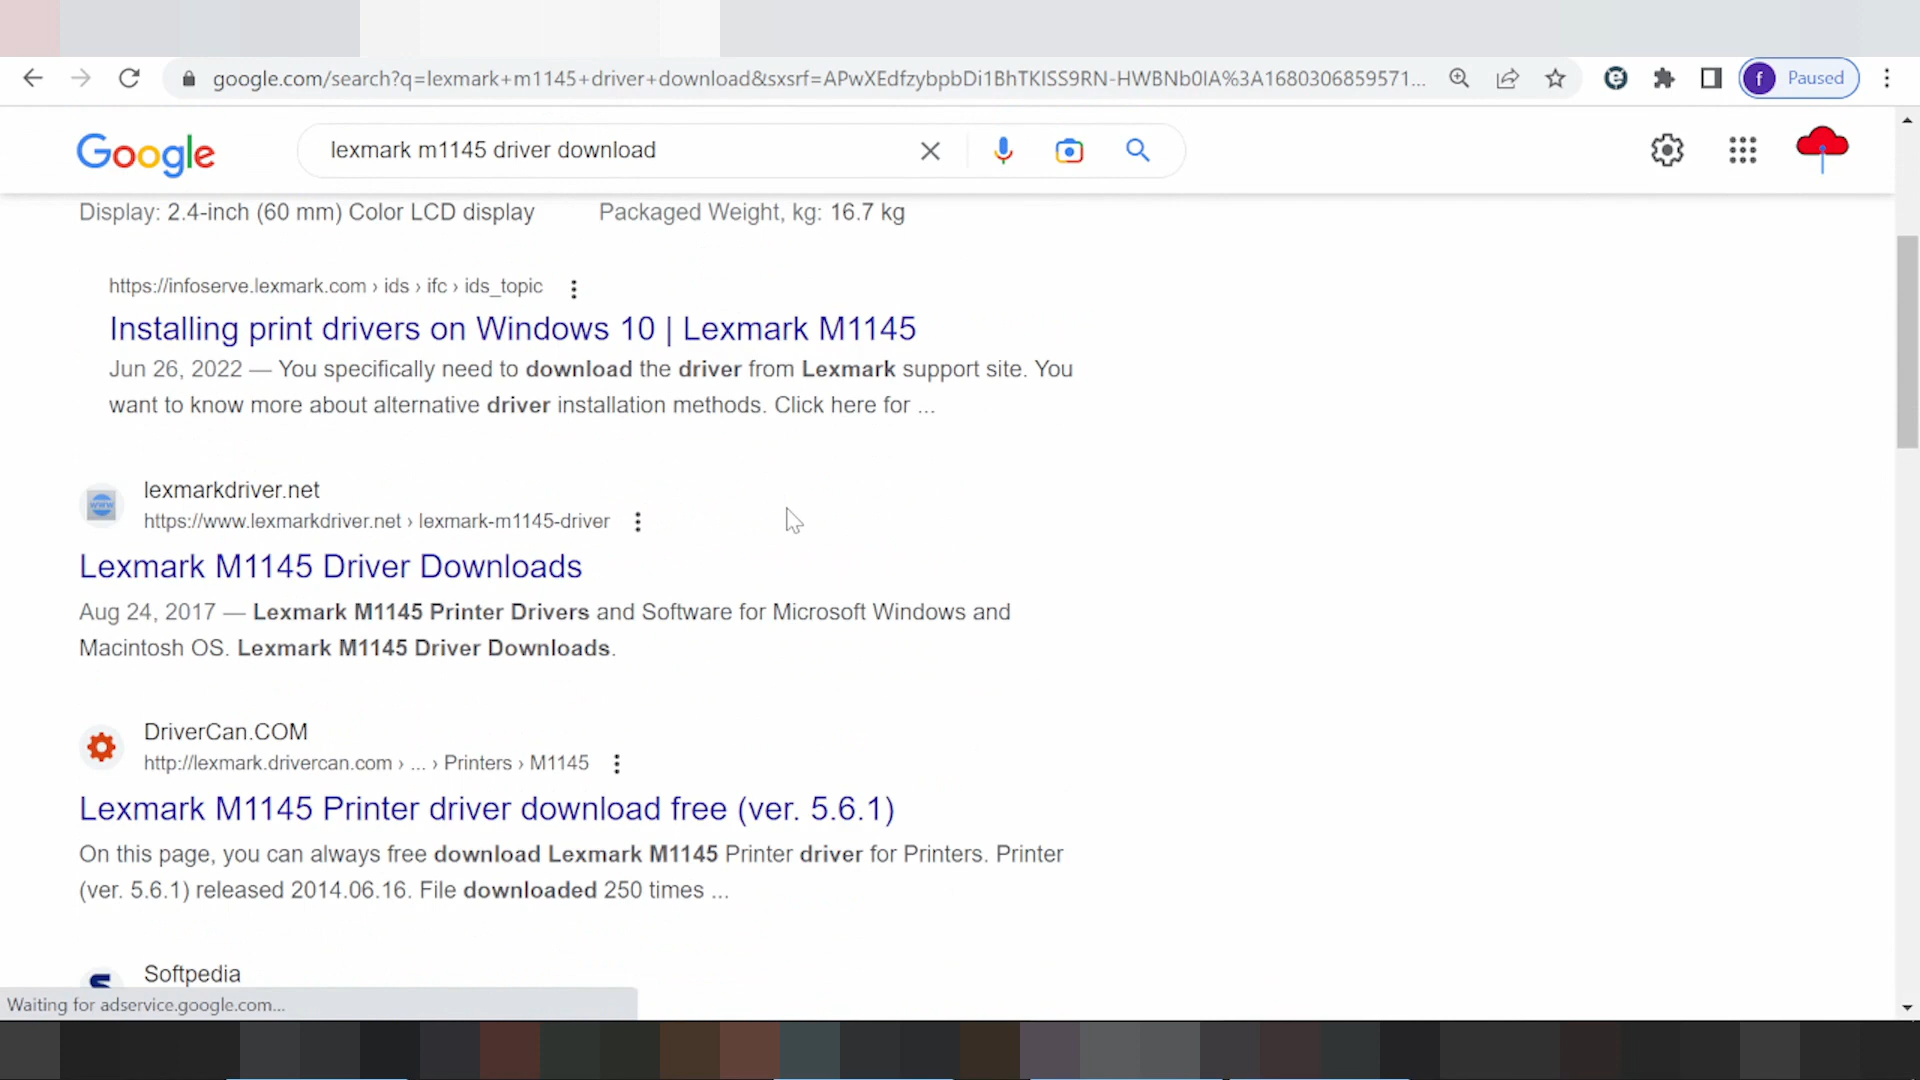 google.com/search?q=lexmark+m1145+driver+download&sxsrf=APwXEdfzybpbDi1BhTKISS9RN-HWBNb0IA%3A1680306859571...
f Paused
Google
lexmark m1145 driver download
Display: 2.4-inch (60 mm) Color LCD display Packaged Weight, kg: 16.7 kg
https://infoserve.lexmark.com › ids › ifc › ids_topic
Installing print drivers on Windows 10 | Lexmark M1145
Jun 26, 2022 — You specifically need to download the driver from Lexmark support site. You
want to know more about alternative driver installation methods. Click here for ...
lexmarkdriver.net
www
https://www.lexmarkdriver.net › lexmark-m1145-driver
Lexmark M1145 Driver Downloads
Aug 24, 2017 — Lexmark M1145 Printer Drivers and Software for Microsoft Windows and
Macintosh OS. Lexmark M1145 Driver Downloads.
DriverCan.COM
http://lexmark.drivercan.com › ... › Printers › M1145
Lexmark M1145 Printer driver download free (ver. 5.6.1)
On this page, you can always free download Lexmark M1145 Printer driver for Printers. Printer
(ver. 5.6.1) released 2014.06.16. File downloaded 250 times ...
Softpedia
Waiting for adservice.google.com...